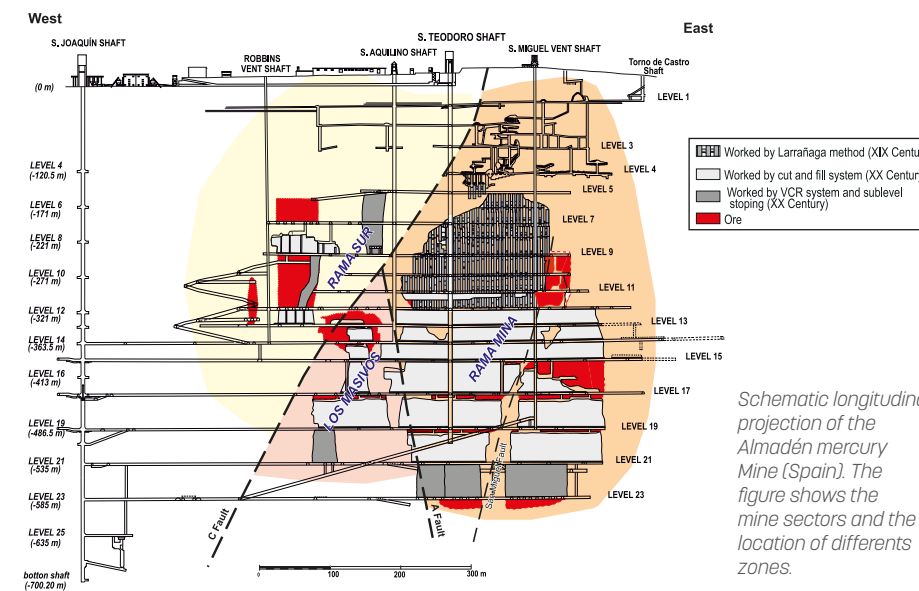 West
East
S. JOAQUÍN SHAFT
ROBBINS
VENT SHAFT
S. AQUILINO SHAFT
S. TEODORO SHAFT
S. MIGUEL VENT SHAFT
Torno de Castro
Shaft
(0 m)
LEVEL 4
(-120.5 m)
LEVEL 6
(-171 m)
LEVEL 8
(-221 m)
LEVEL 10
(-271 m)
LEVEL 12
(-321 m)
LEVEL 14
(-363.5 m)
LEVEL 16
(-413 m)
LEVEL 19
(-486.5 m)
LEVEL 21
(-535 m)
LEVEL 23
(-585 m)
LEVEL 25
(-635 m)
botton shaft
(-700.20 m)
LEVEL 1
LEVEL 3
LEVEL 4
LEVEL 5
LEVEL 7
LEVEL 9
LEVEL 11
LEVEL 13
LEVEL 15
LEVEL 17
LEVEL 19
LEVEL 21
LEVEL 23
RAMA SUR
LOS MASIVOS
RAMA MINA
C Fault
A Fault
San Miguel Fault
100
200
300 m
Worked by Larrañaga method (XIX Centu
Worked by cut and fill system (XX Century
Worked by VCR system and sublevel
stoping (XX Century)
Ore
Schematic longitudina
projection of the
Almadén mercury
Mine (Spain). The
figure shows the
mine sectors and the
location of differents
zones.